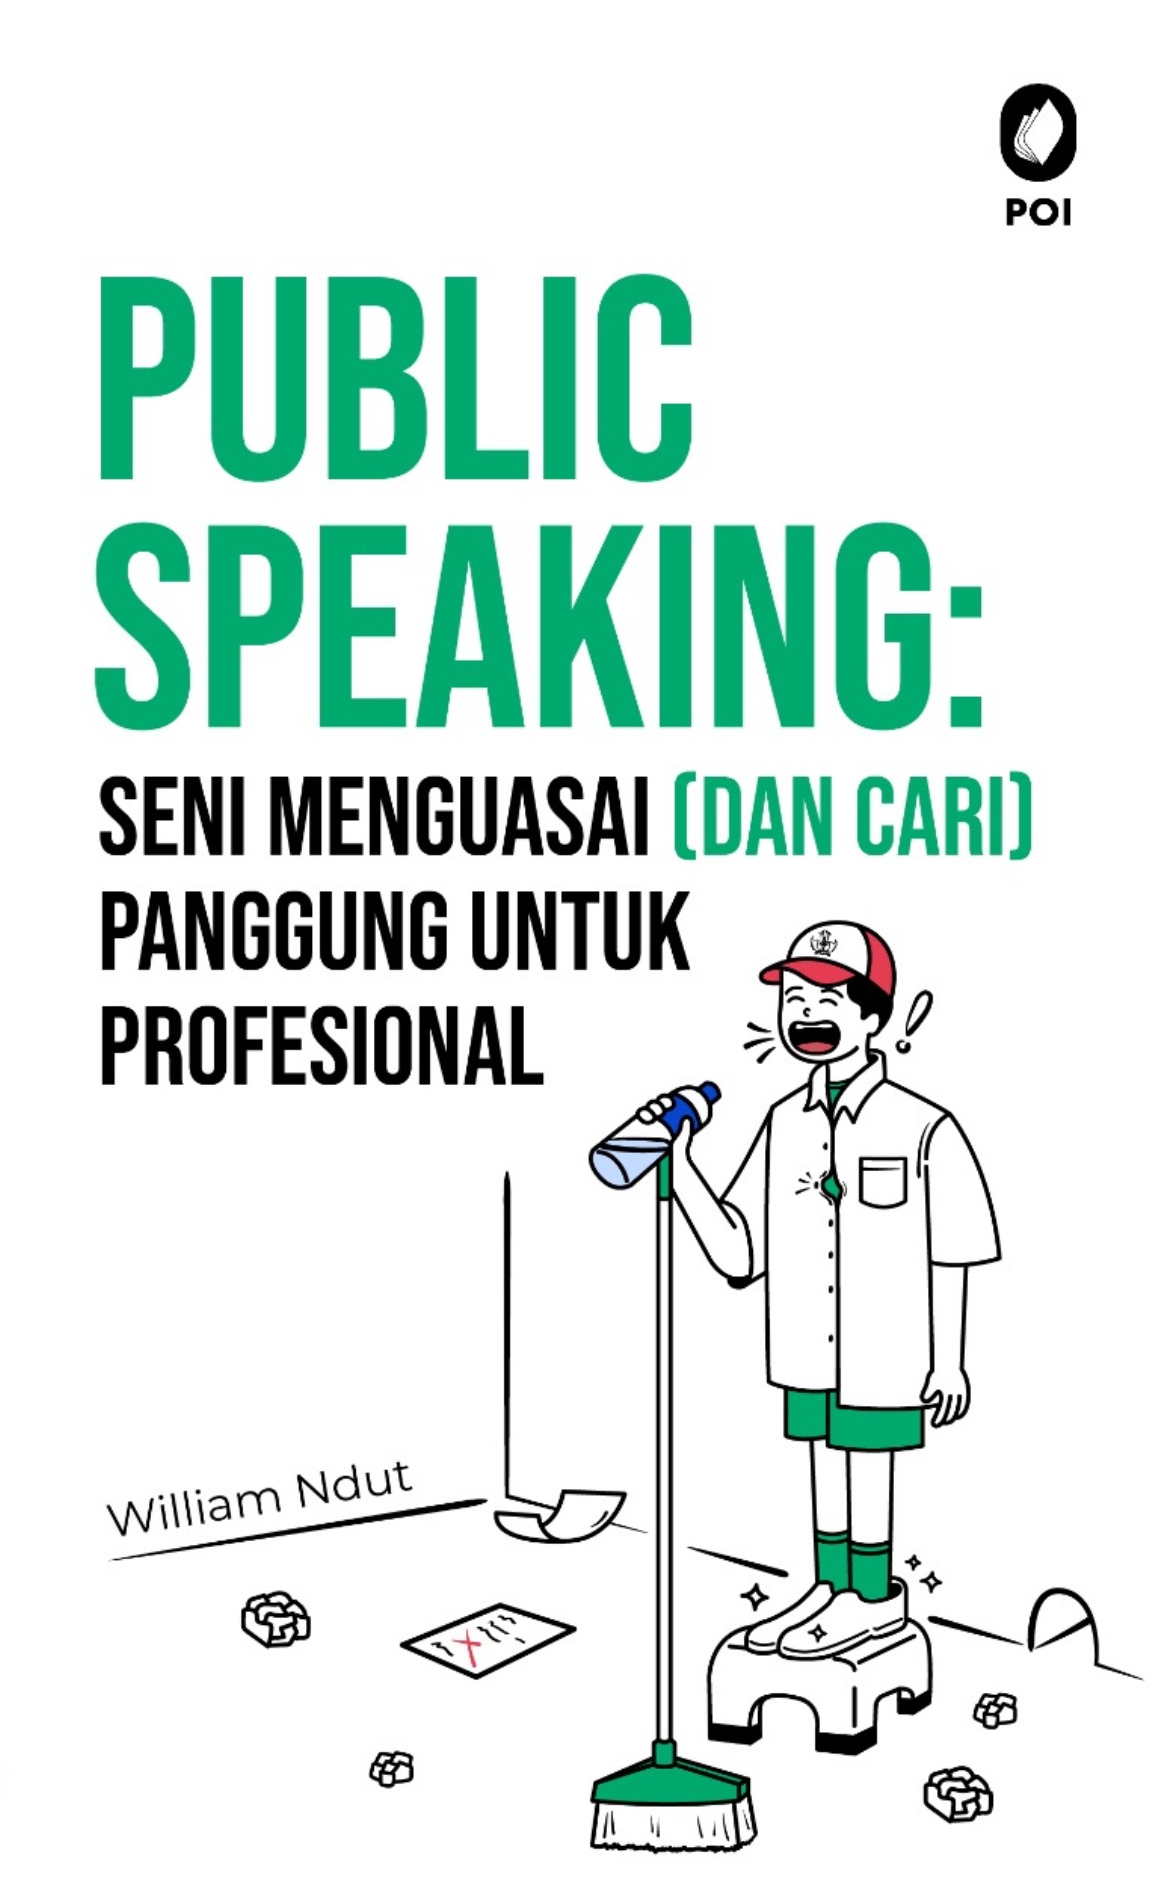 POI
PUBLIC
SPEAKING:
SENI MENGUASAI (DAN CARI)
PANGGUNG UNTUK
PROFESIONAL
William Ndut